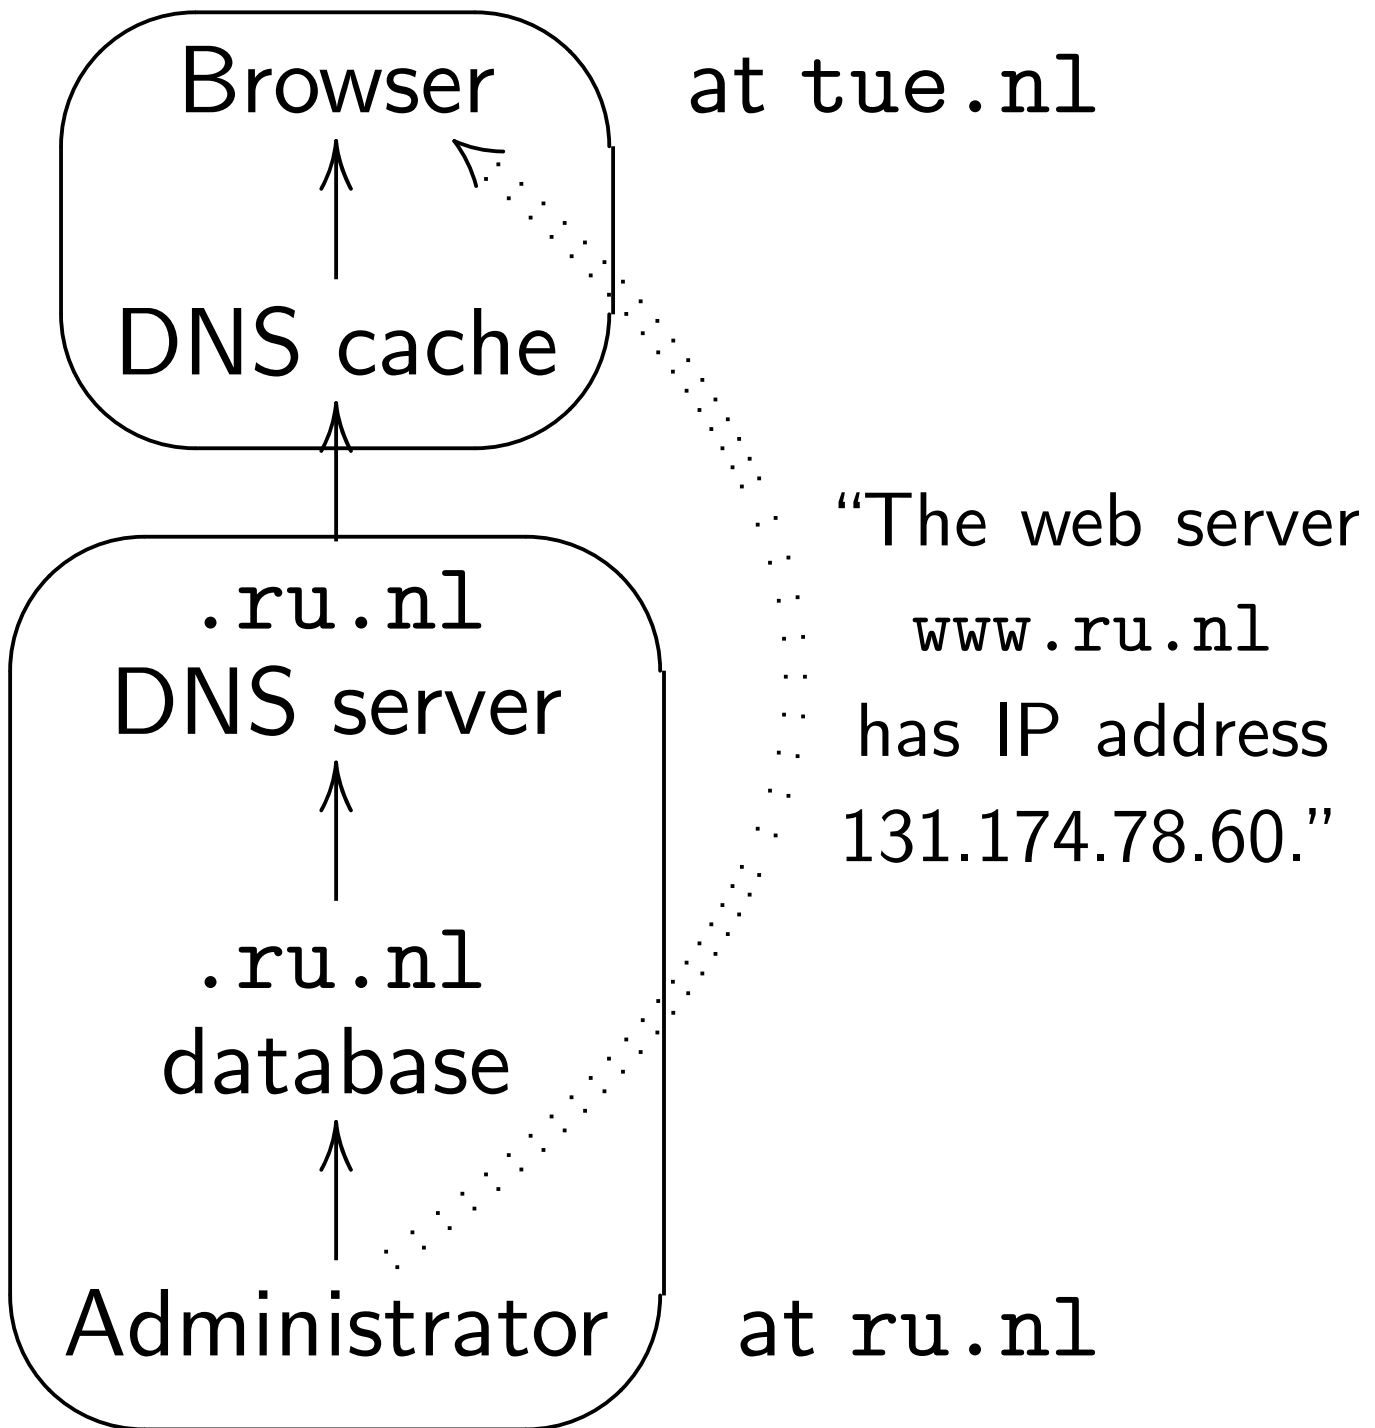 Browser
at tue.nl
DNS cache
“The web server
www.ru.nl
has IP address
131.174.78.60.”
.ru.nl
DNS server
.ru.nl
database
Administrator
at ru.nl